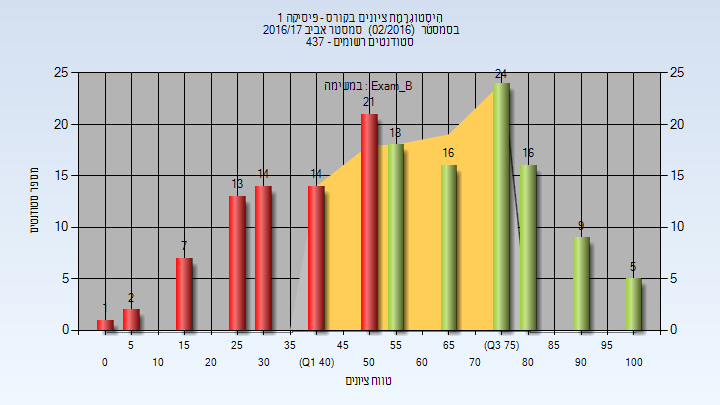 היסטוגרמת ציונים בקורס - פיסיקה 1
בסמסטר (02/2016) סמסטר אביב 2016/17
סטודנטים רשומים - 437
במשימה : Exam_B
25 20 15 10 5 0
מספר סטודנטים
1 2 7 13 14 14 21 18 16 24 16 9 5
25 20 15 10 5 0
5 15 25 35 45 55 65 (Q3 75) 85 95
0 10 20 30 (Q1 40) 50 60 70 80 90 100
טווח ציונים